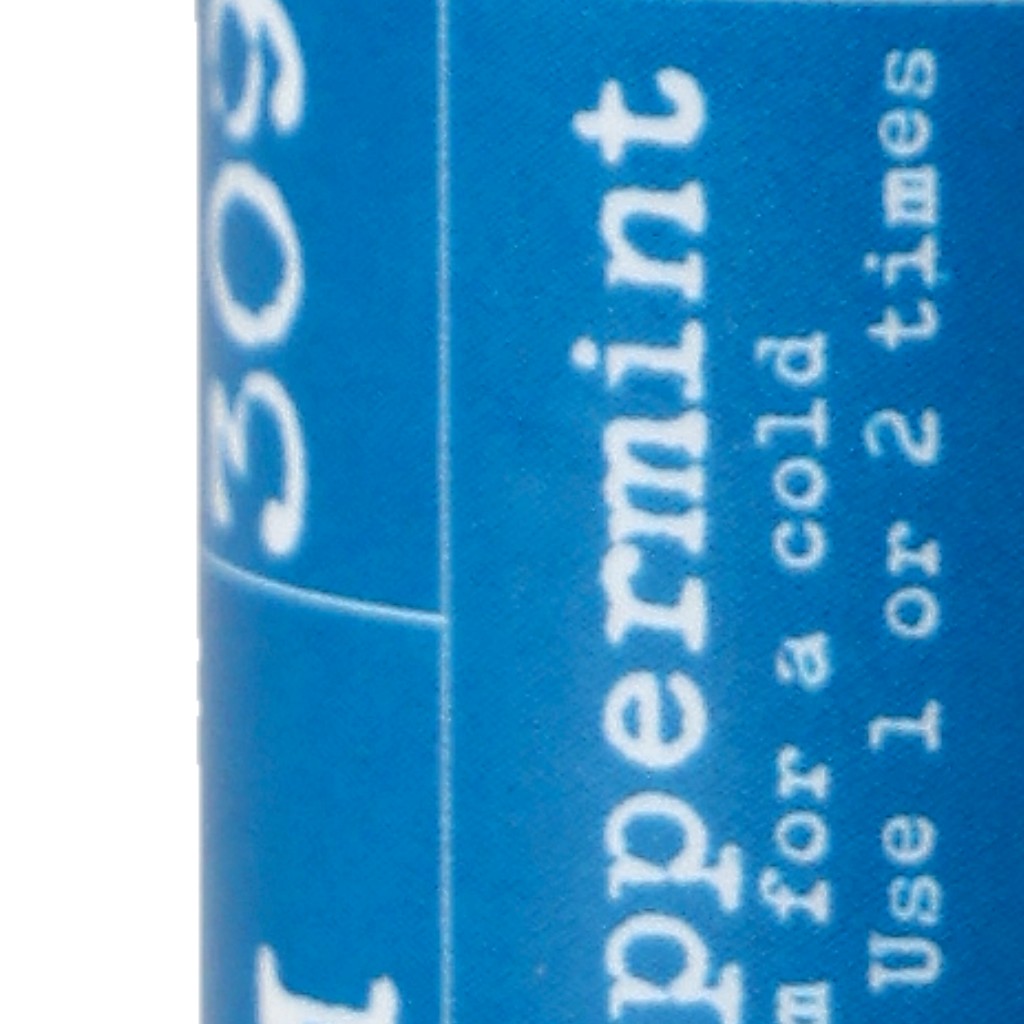 30g
ppermint
for a cold
Use 1 or 2 times